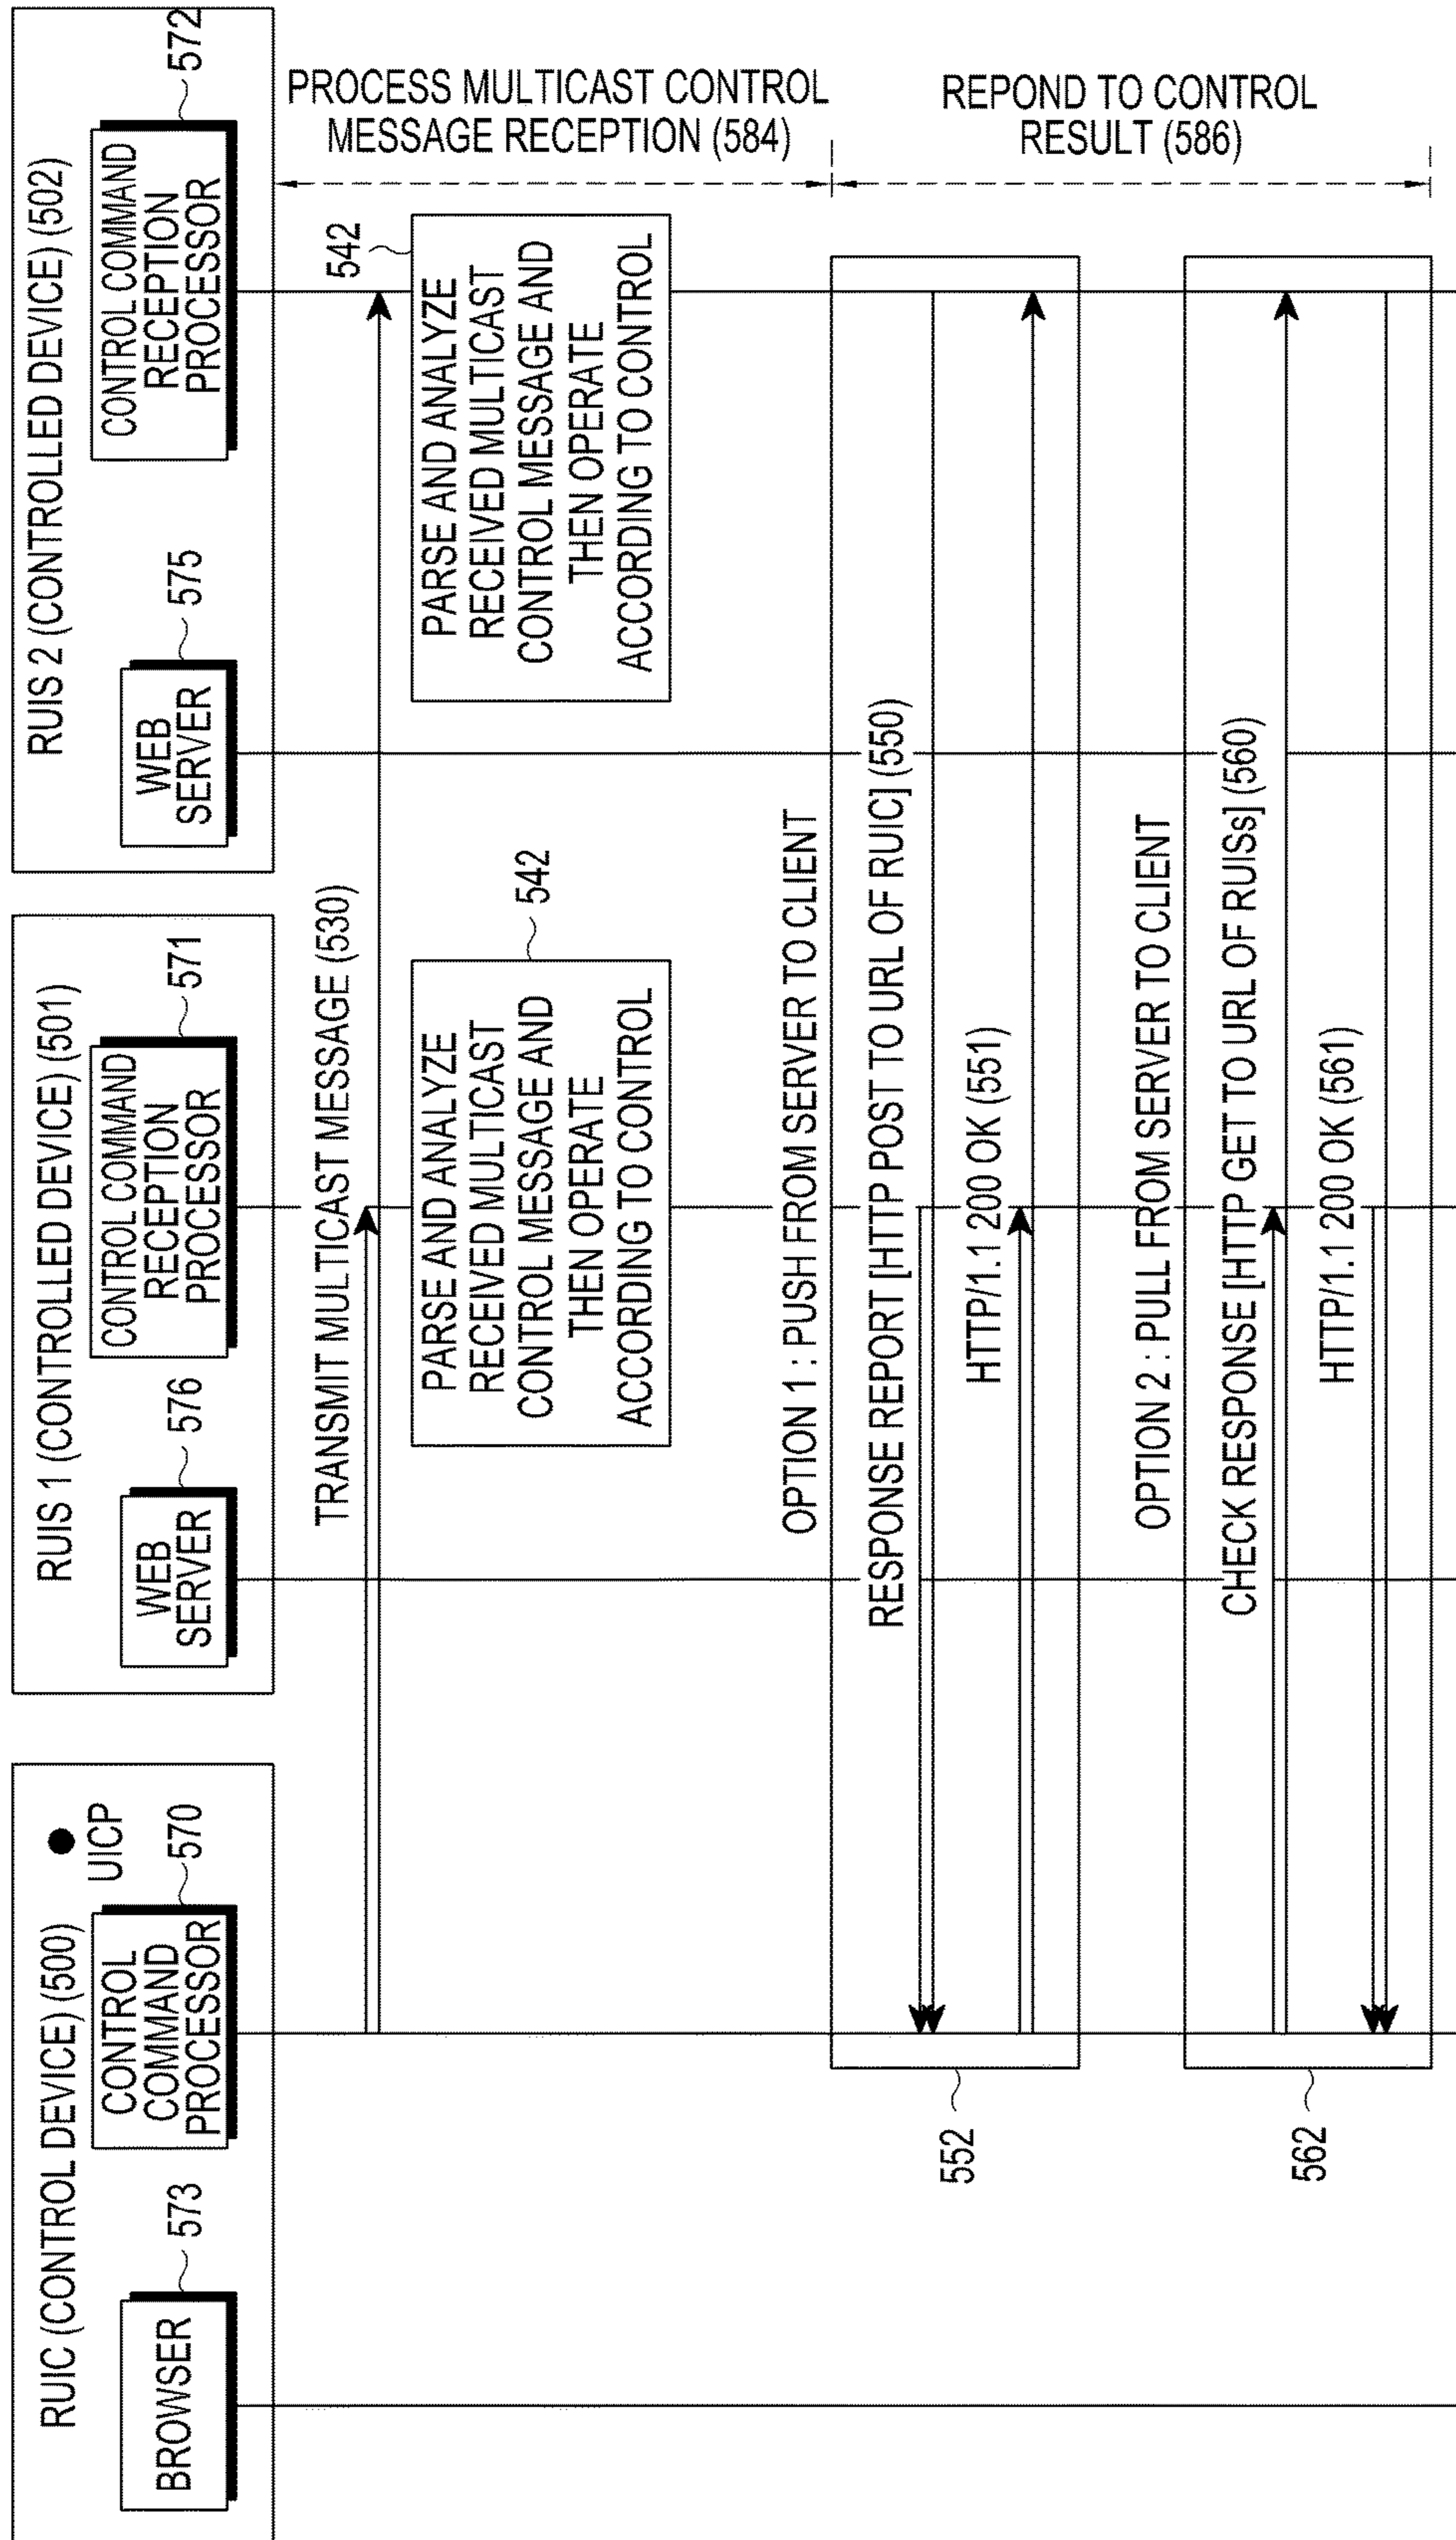 RUIC (CONTROL DEVICE) (500)
BROWSER
573
CONTROL
COMMAND
PROCESSOR
570
UICP
RUIS 1 (CONTROLLED DEVICE) (501)
WEB
SERVER
576
CONTROL COMMAND
RECEPTION
PROCESSOR
571
RUIS 2 (CONTROLLED DEVICE) (502)
WEB
SERVER
575
CONTROL COMMAND
RECEPTION
PROCESSOR
572
TRANSMIT MULTICAST MESSAGE (530)
PROCESS MULTICAST CONTROL
MESSAGE RECEPTION (584)
PARSE AND ANALYZE
RECEIVED MULTICAST
CONTROL MESSAGE AND
THEN OPERATE
ACCORDING TO CONTROL
542
PARSE AND ANALYZE
RECEIVED MULTICAST
CONTROL MESSAGE AND
THEN OPERATE
ACCORDING TO CONTROL
542
OPTION 1 : PUSH FROM SERVER TO CLIENT
RESPONSE REPORT [HTTP POST TO URL OF RUIC] (550)
HTTP/1.1 200 OK (551)
552
REPOND TO CONTROL
RESULT (586)
OPTION 2 : PULL FROM SERVER TO CLIENT
CHECK RESPONSE [HTTP GET TO URL OF RUISs] (560)
HTTP/1.1 200 OK (561)
562